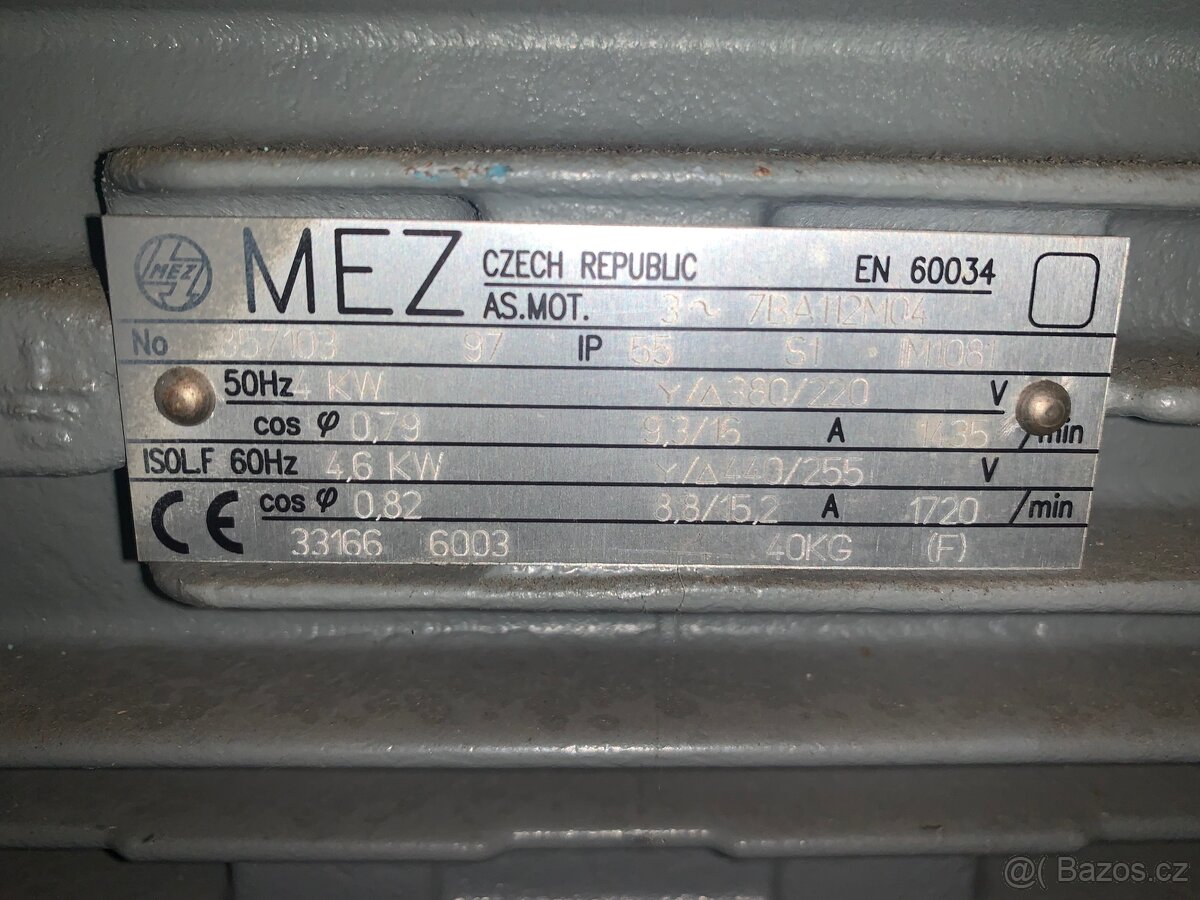 MEZ MEZ CZECH REPUBLIC EN 60034
AS.MOT. 3~ 7BA112M04
No 357103 97 IP 55 S1 IM1081
50Hz 4 KW Y/△380/220 V
cos φ 0,79 9,3/16 A 1435 /min
ISOL.F 60Hz 4,6 KW Y/△440/255 V
CE cos φ 0,82 8,8/15,2 A 1720 /min
33166 6003 40KG (F)
@( Bazos.cz